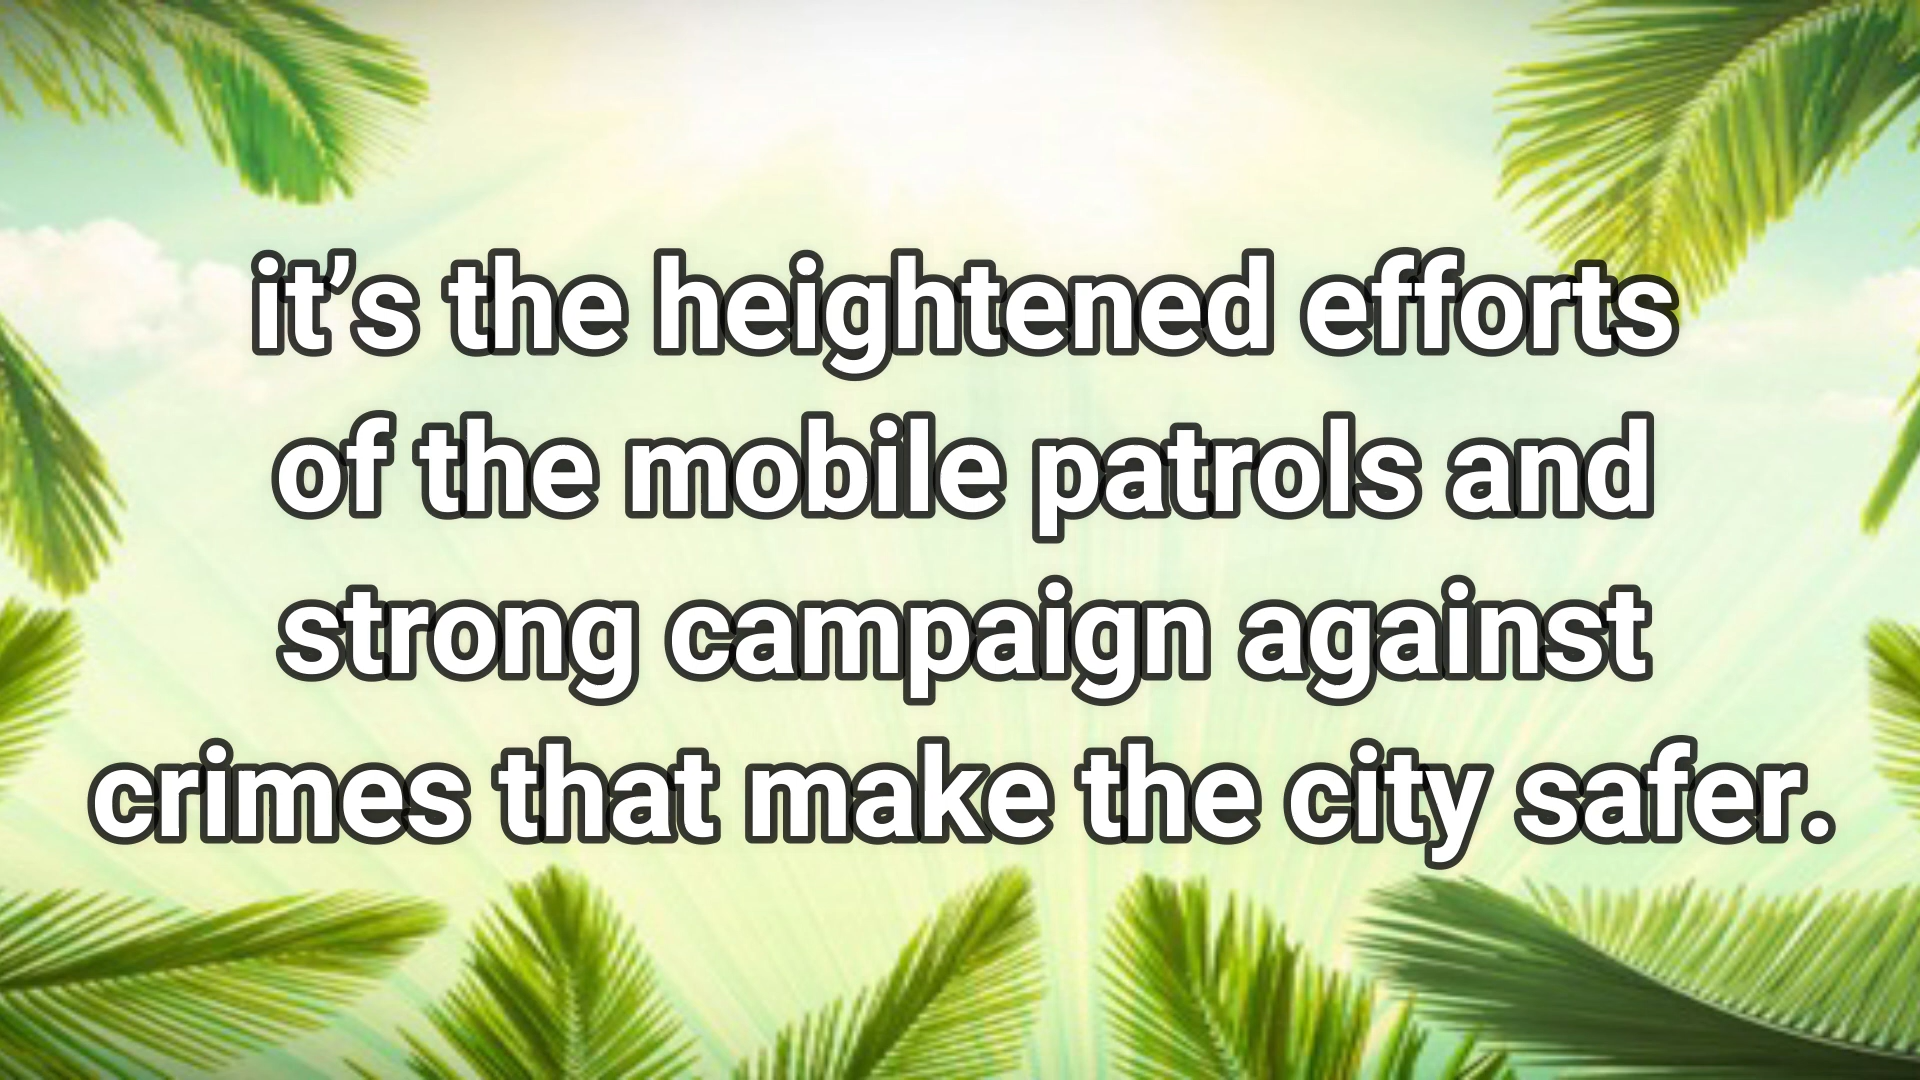 it’s the heightened efforts
of the mobile patrols and
strong campaign against
crimes that make the city safer.